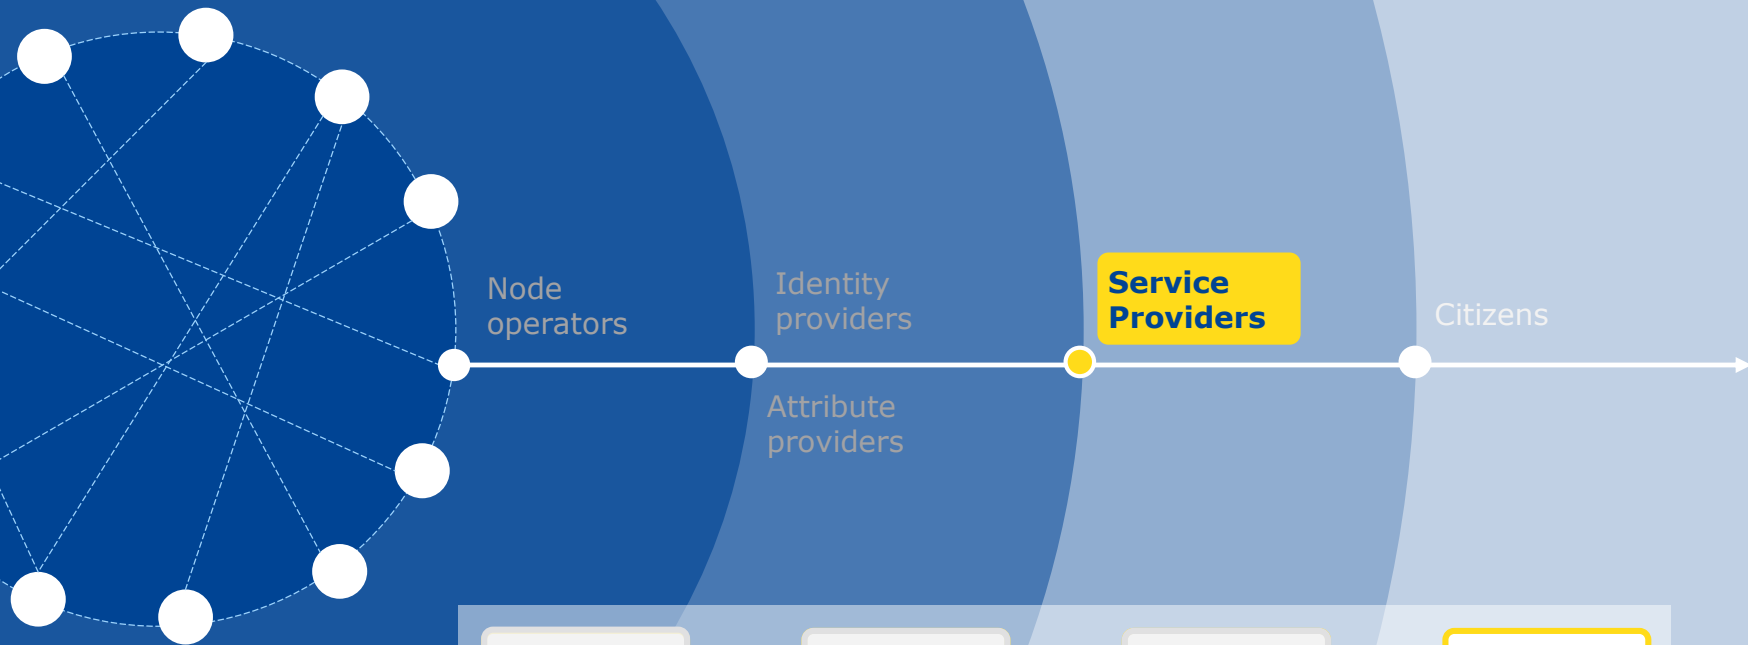 Node
operators
Identity
providers
Attribute
providers
Service
Providers
Citizens